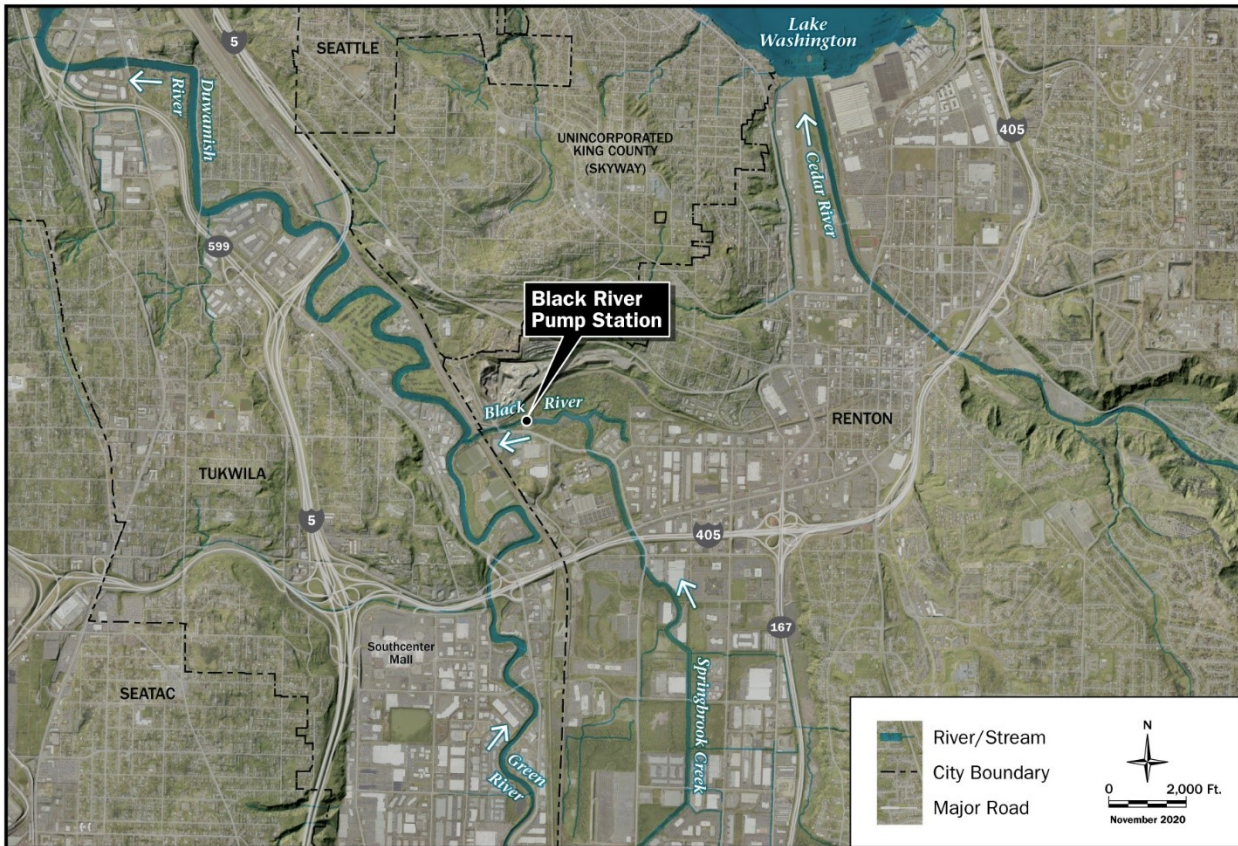 Lake
Washington
5
SEATTLE
Duwamish
River
UNINCORPORATED
KING COUNTY
(SKYWAY)
405
Cedar River
599
Black River
Pump Station
Black River
RENTON
TUKWILA
5
405
167
Southcenter
Mall
SEATAC
Springbrook Creek
Green
River
River/Stream
City Boundary
Major Road
N
0 2,000 Ft.
November 2020